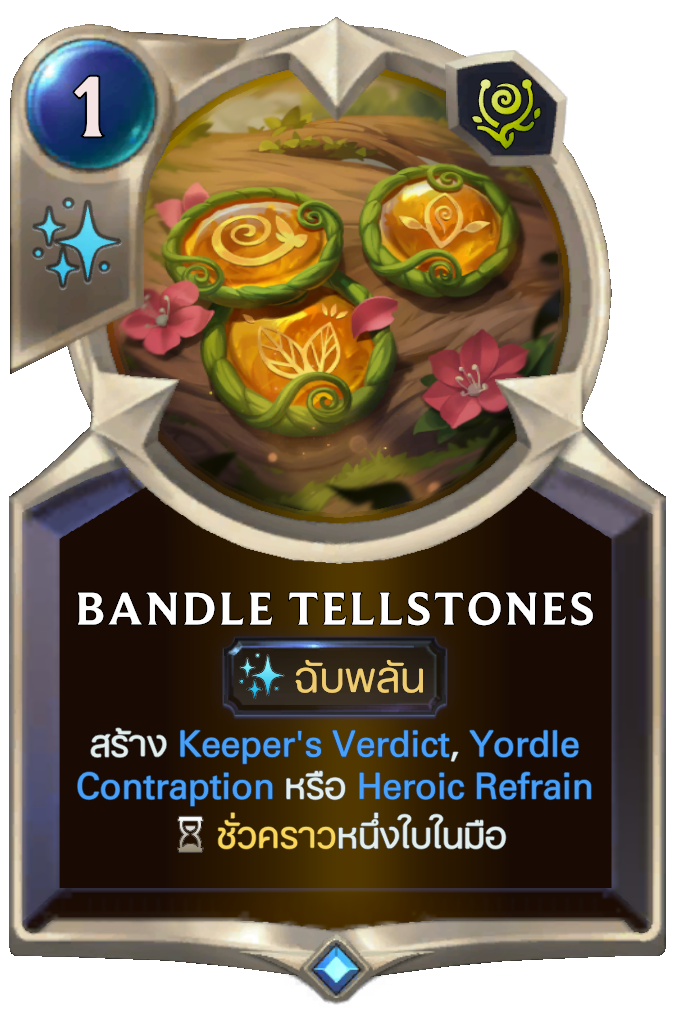 1
BANDLE TELLSTONES
ฉับพลัน
สร้าง Keeper's Verdict, Yordle
Contraption หรือ Heroic Refrain
ชั่วคราวหนึ่งใบในมือ